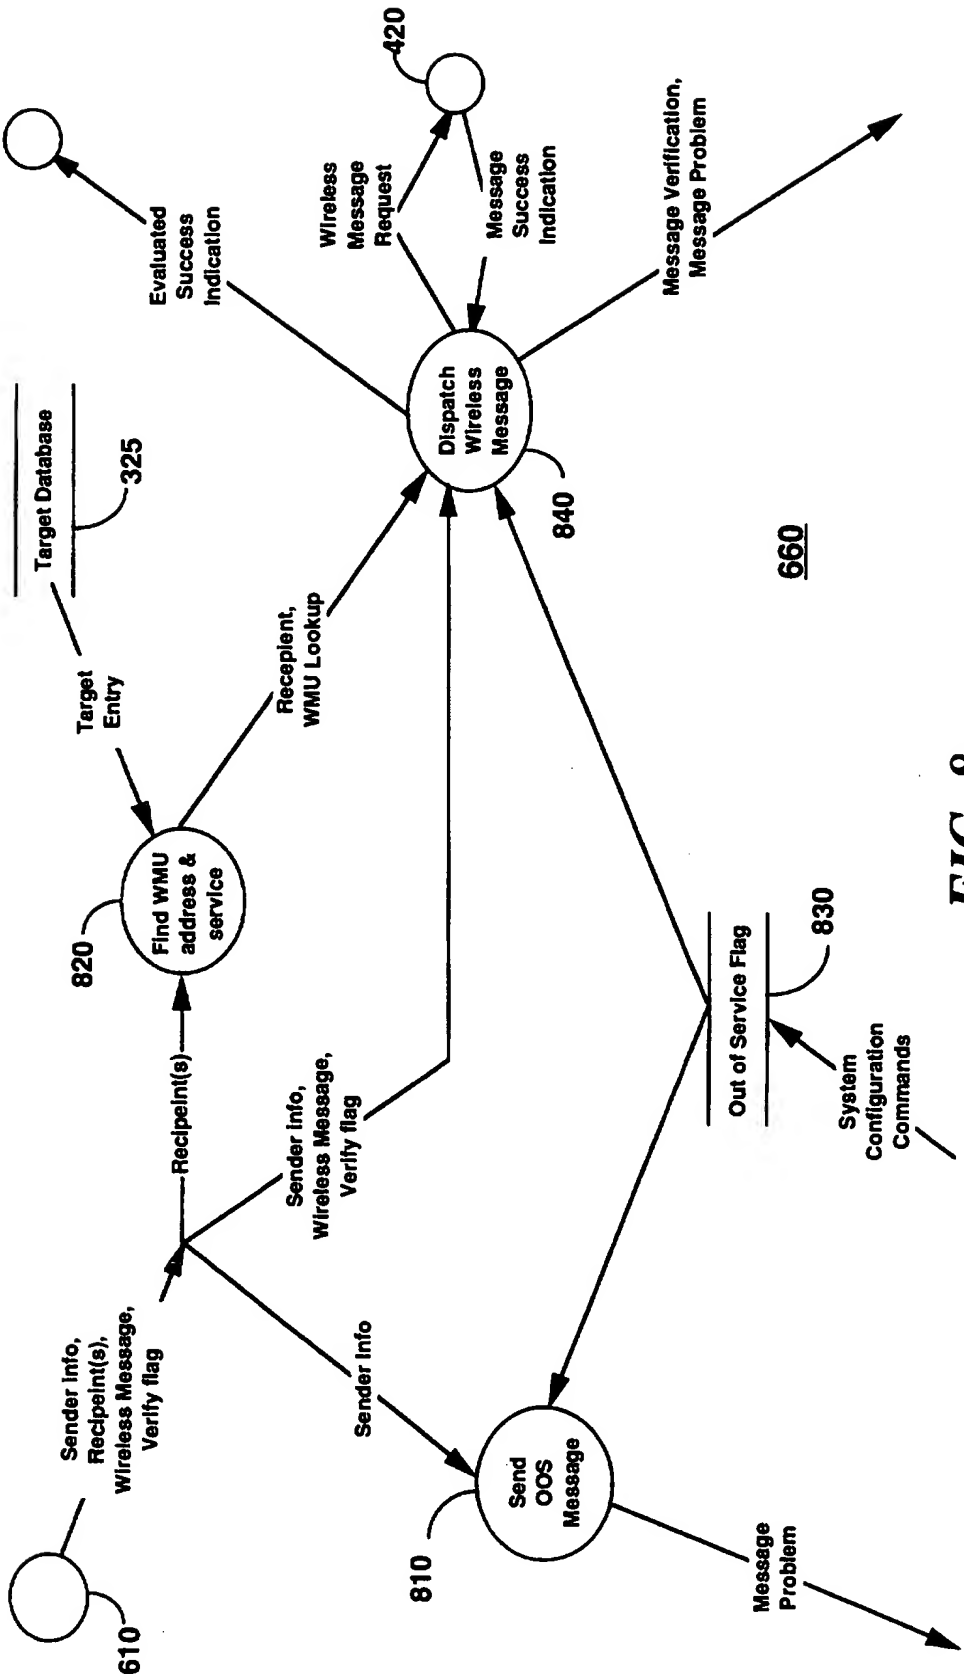 610
Sender Info,
Recipeint(s),
Wireless Message,
Verify flag
Recipeint(s)
820
Find WMU
address &
service
Target
Entry
Target Database
325
Evaluated
Success
Indication
Wireless
Message
Request
420
Message
Success
Indication
Recepient,
WMU Lookup
Sender Info,
Wireless Message,
Verify flag
Sender Info
Dispatch
Wireless
Message
840
810
Send
OOS
Message
Message Verification,
Message Problem
Out of Service Flag
830
660
System
Configuration
Commands
Message
Problem
FIG. 8